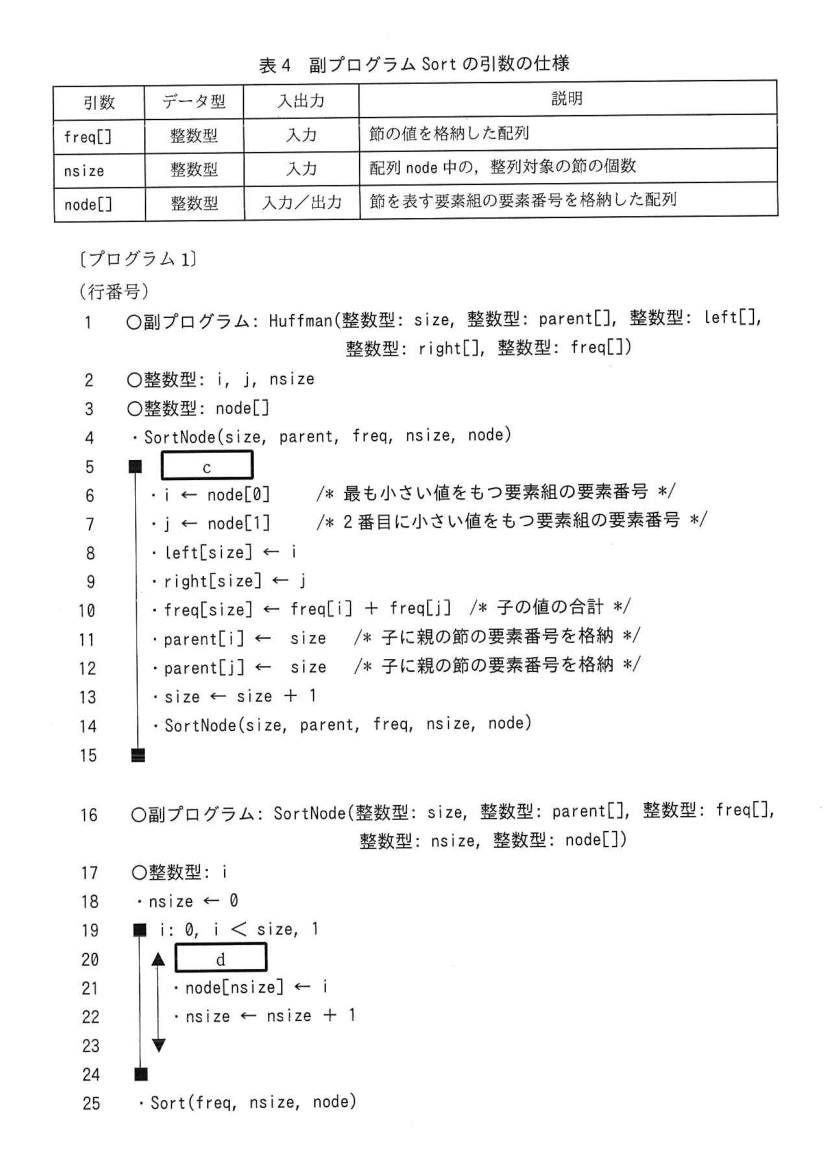 表4 副プログラム Sort の引数の仕様
引数 データ型 入出力 説明
freq[] 整数型 入力 節の値を格納した配列
nsize 整数型 入力 配列 node 中の，整列対象の節の個数
node[] 整数型 入力／出力 節を表す要素組の要素番号を格納した配列
〔プログラム1〕
（行番号）
1 ○副プログラム: Huffman(整数型: size, 整数型: parent[], 整数型: left[],
整数型: right[], 整数型: freq[])
2 ○整数型: i, j, nsize
3 ○整数型: node[]
4 ・SortNode(size, parent, freq, nsize, node)
5 ■ c
6 ・i ← node[0] /* 最も小さい値をもつ要素組の要素番号 */
7 ・j ← node[1] /* 2番目に小さい値をもつ要素組の要素番号 */
8 ・left[size] ← i
9 ・right[size] ← j
10 ・freq[size] ← freq[i] ＋ freq[j] /* 子の値の合計 */
11 ・parent[i] ← size /* 子に親の節の要素番号を格納 */
12 ・parent[j] ← size /* 子に親の節の要素番号を格納 */
13 ・size ← size ＋ 1
14 ・SortNode(size, parent, freq, nsize, node)
15 ■
16 ○副プログラム: SortNode(整数型: size, 整数型: parent[], 整数型: freq[],
整数型: nsize, 整数型: node[])
17 ○整数型: i
18 ・nsize ← 0
19 ■ i: 0, i ＜ size, 1
20 ▲ d
21 ・node[nsize] ← i
22 ・nsize ← nsize ＋ 1
23 ▼
24 ■
25 ・Sort(freq, nsize, node)